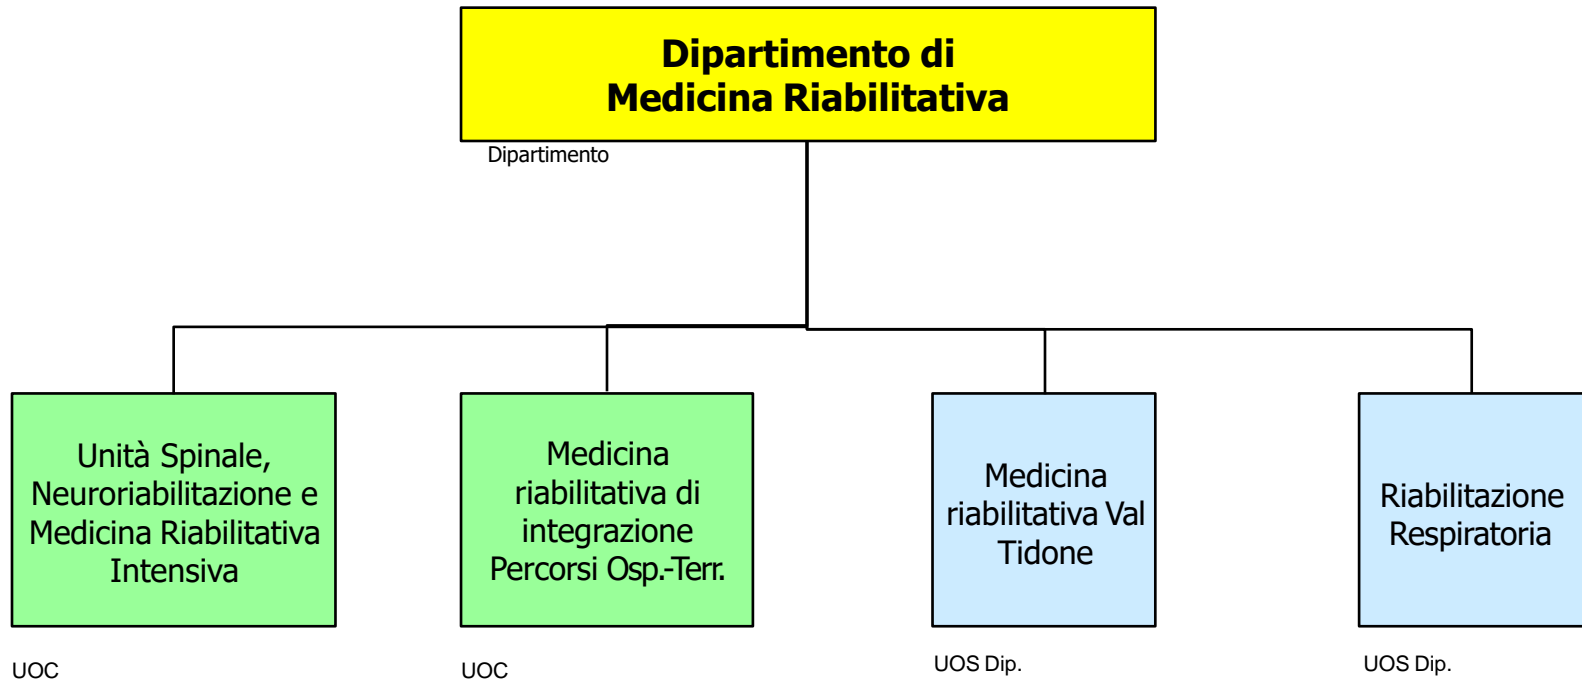 Dipartimento di
Medicina Riabilitativa
Dipartimento
Unità Spinale,
Neuroriabilitazione e
Medicina Riabilitativa
Intensiva
UOC
Medicina
riabilitativa di
integrazione
Percorsi Osp.-Terr.
UOC
Medicina
riabilitativa Val
Tidone
UOS Dip.
Riabilitazione
Respiratoria
UOS Dip.